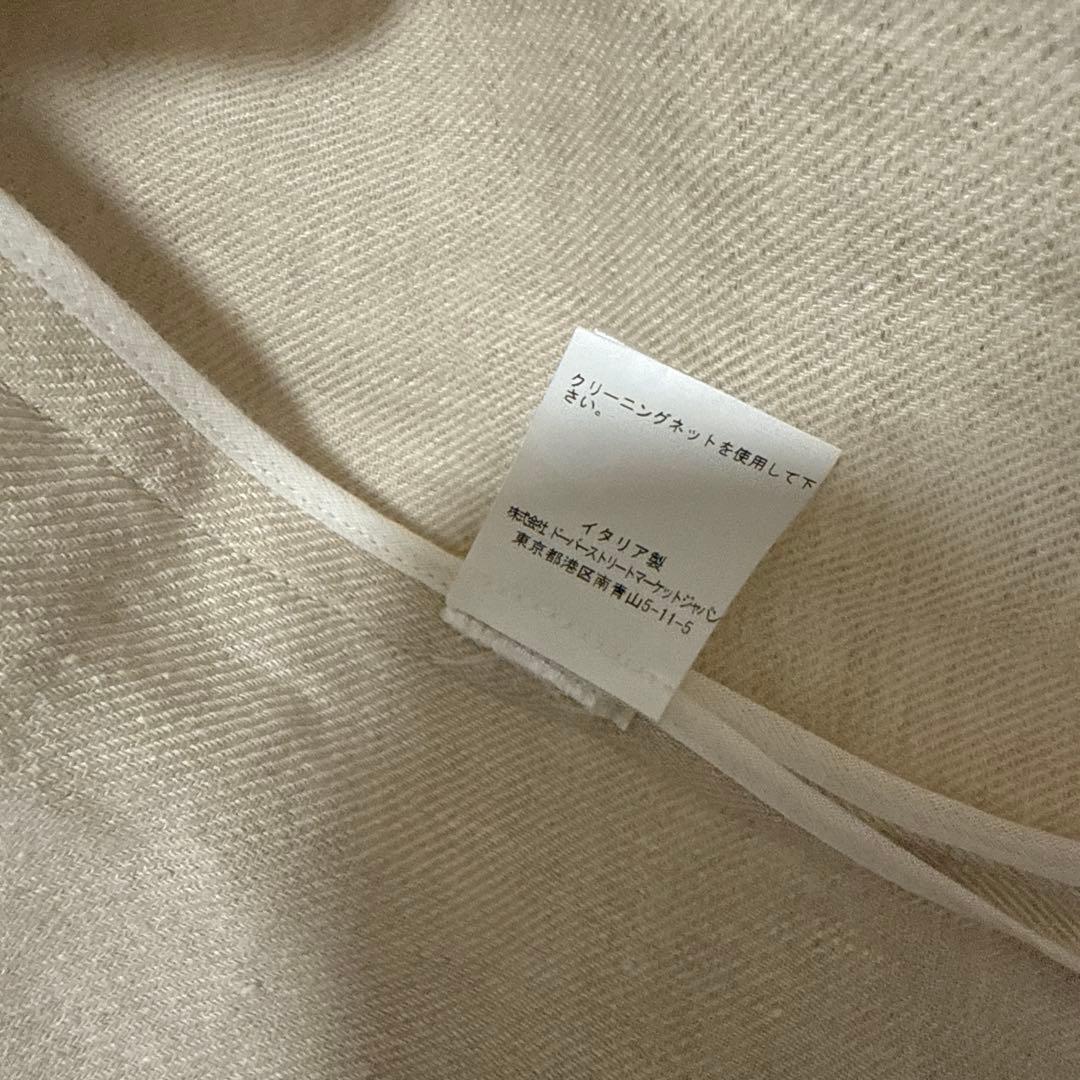 クリーニングネットを使用して下
さい。
イタリア製
株式会社 ドーバーストリートマーケットジャパン
東京都港区南青山5-11-5